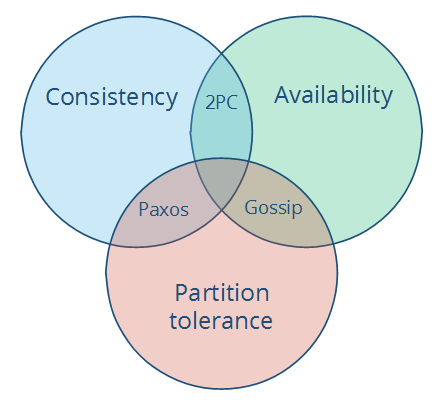 Consistency
2PC
Availability
Paxos
Gossip
Partition
tolerance